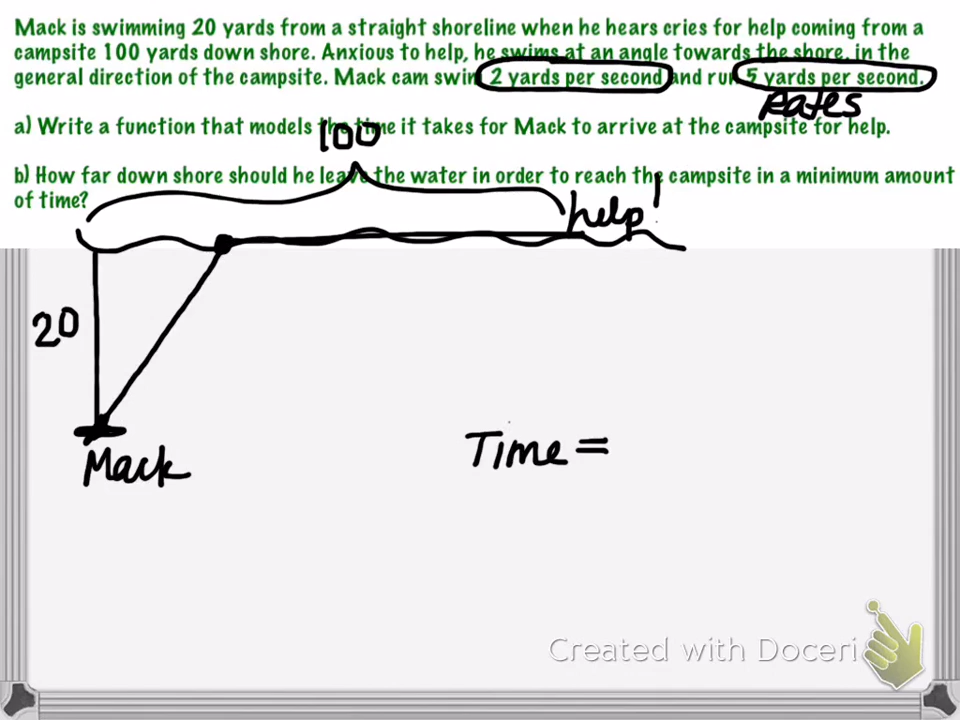 Mack is swimming 20 yards from a straight shoreline when he hears cries for help coming from a
campsite 100 yards down shore. Anxious to help, he swims at an angle towards the shore, in the
general direction of the campsite. Mack cam swim 2 yards per second and run 5 yards per second.
Rates
a) Write a function that models the time it takes for Mack to arrive at the campsite for help.
100
b) How far down shore should he leave the water in order to reach the campsite in a minimum amount
of time?
help!
20
Mack
Time =
Created with Doceri